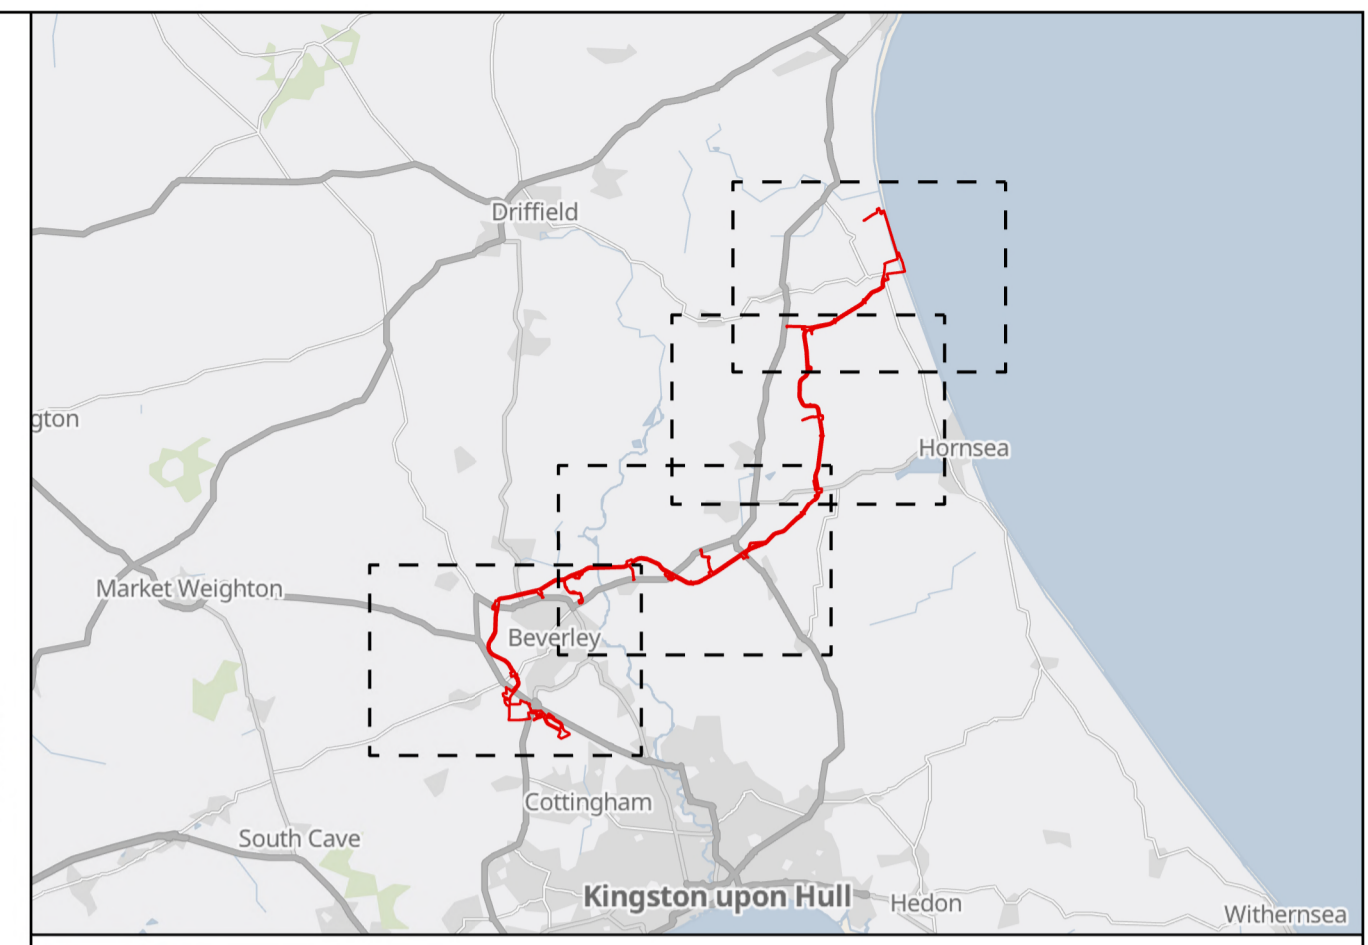 Driffield
gton
Hornsea
Market Weighton
Beverley
Cottingham
South Cave
Kingston upon Hull
Hedon
Withernsea